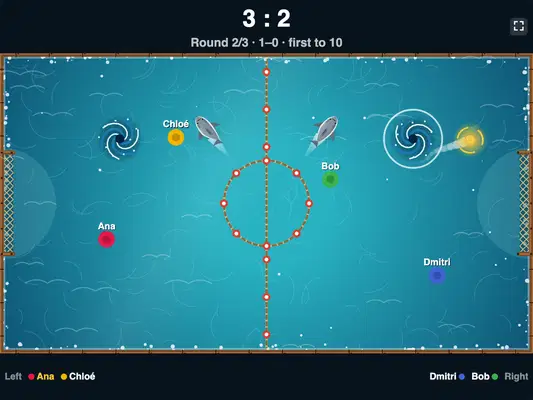 3 : 2
Round 2/3 · 1–0 · first to 10
Chloé
Bob
Ana
Dmitri
Left Ana Chloé
Dmitri Bob Right